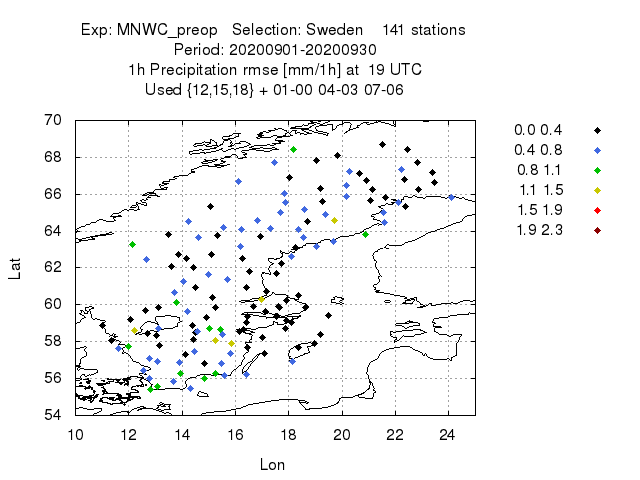 Exp: MNWC_preop   Selection: Sweden    141 stations
Period: 20200901-20200930
1h Precipitation rmse [mm/1h] at  19 UTC
Used {12,15,18} + 01-00 04-03 07-06
70
68
66
64
62
60
58
56
54
10 12 14 16 18 20 22 24
Lat
Lon
0.0 0.4
0.4 0.8
0.8 1.1
1.1 1.5
1.5 1.9
1.9 2.3